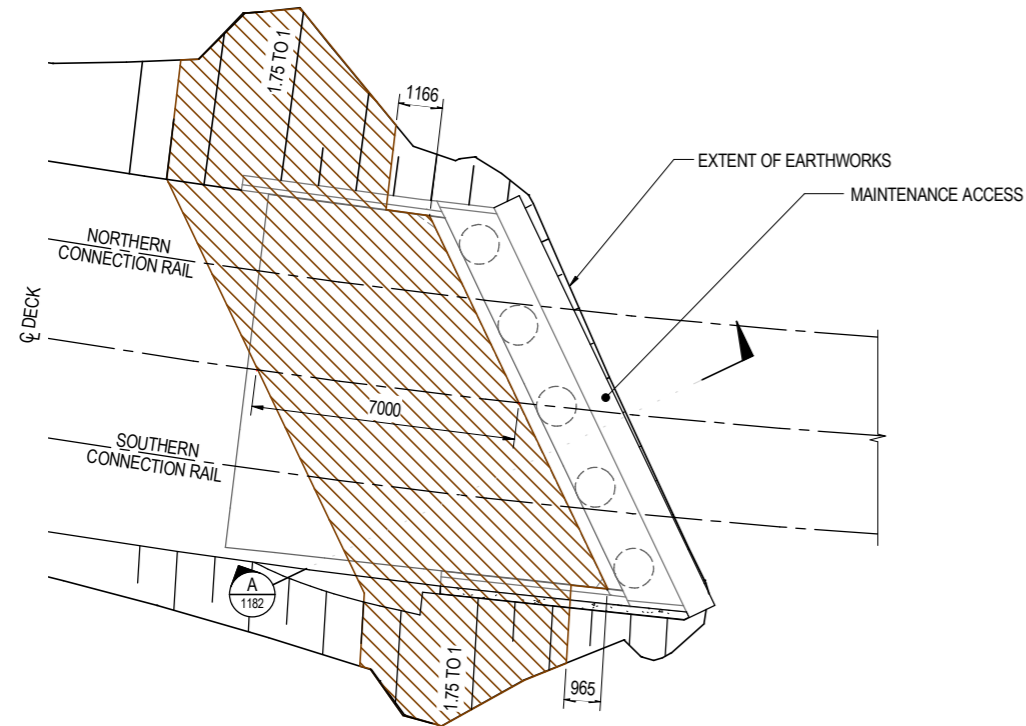 1.75 TO 1
1166
EXTENT OF EARTHWORKS
MAINTENANCE ACCESS
NORTHERN
CONNECTION RAIL
℄ DECK
7000
SOUTHERN
CONNECTION RAIL
A
1182
1.75 TO 1
965